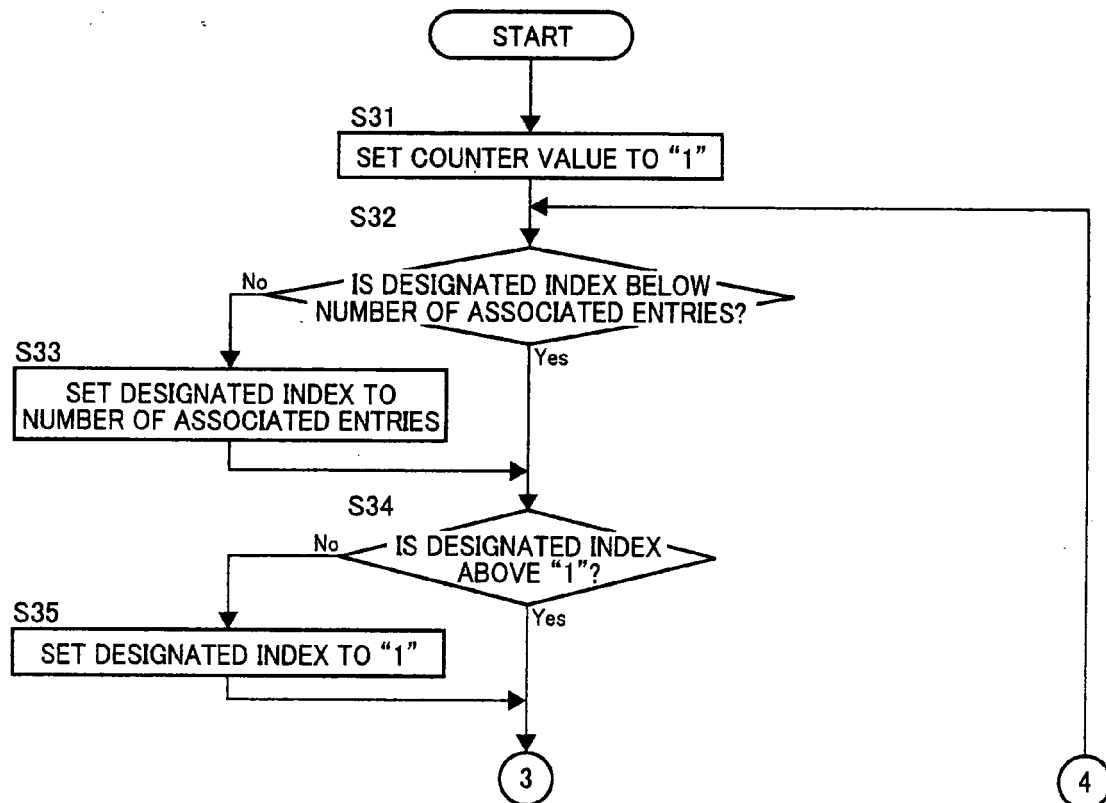 START
S31
SET COUNTER VALUE TO “1”
S32
No
IS DESIGNATED INDEX BELOW
NUMBER OF ASSOCIATED ENTRIES?
Yes
S33
SET DESIGNATED INDEX TO
NUMBER OF ASSOCIATED ENTRIES
S34
No
IS DESIGNATED INDEX
ABOVE “1”?
Yes
S35
SET DESIGNATED INDEX TO “1”
3
4